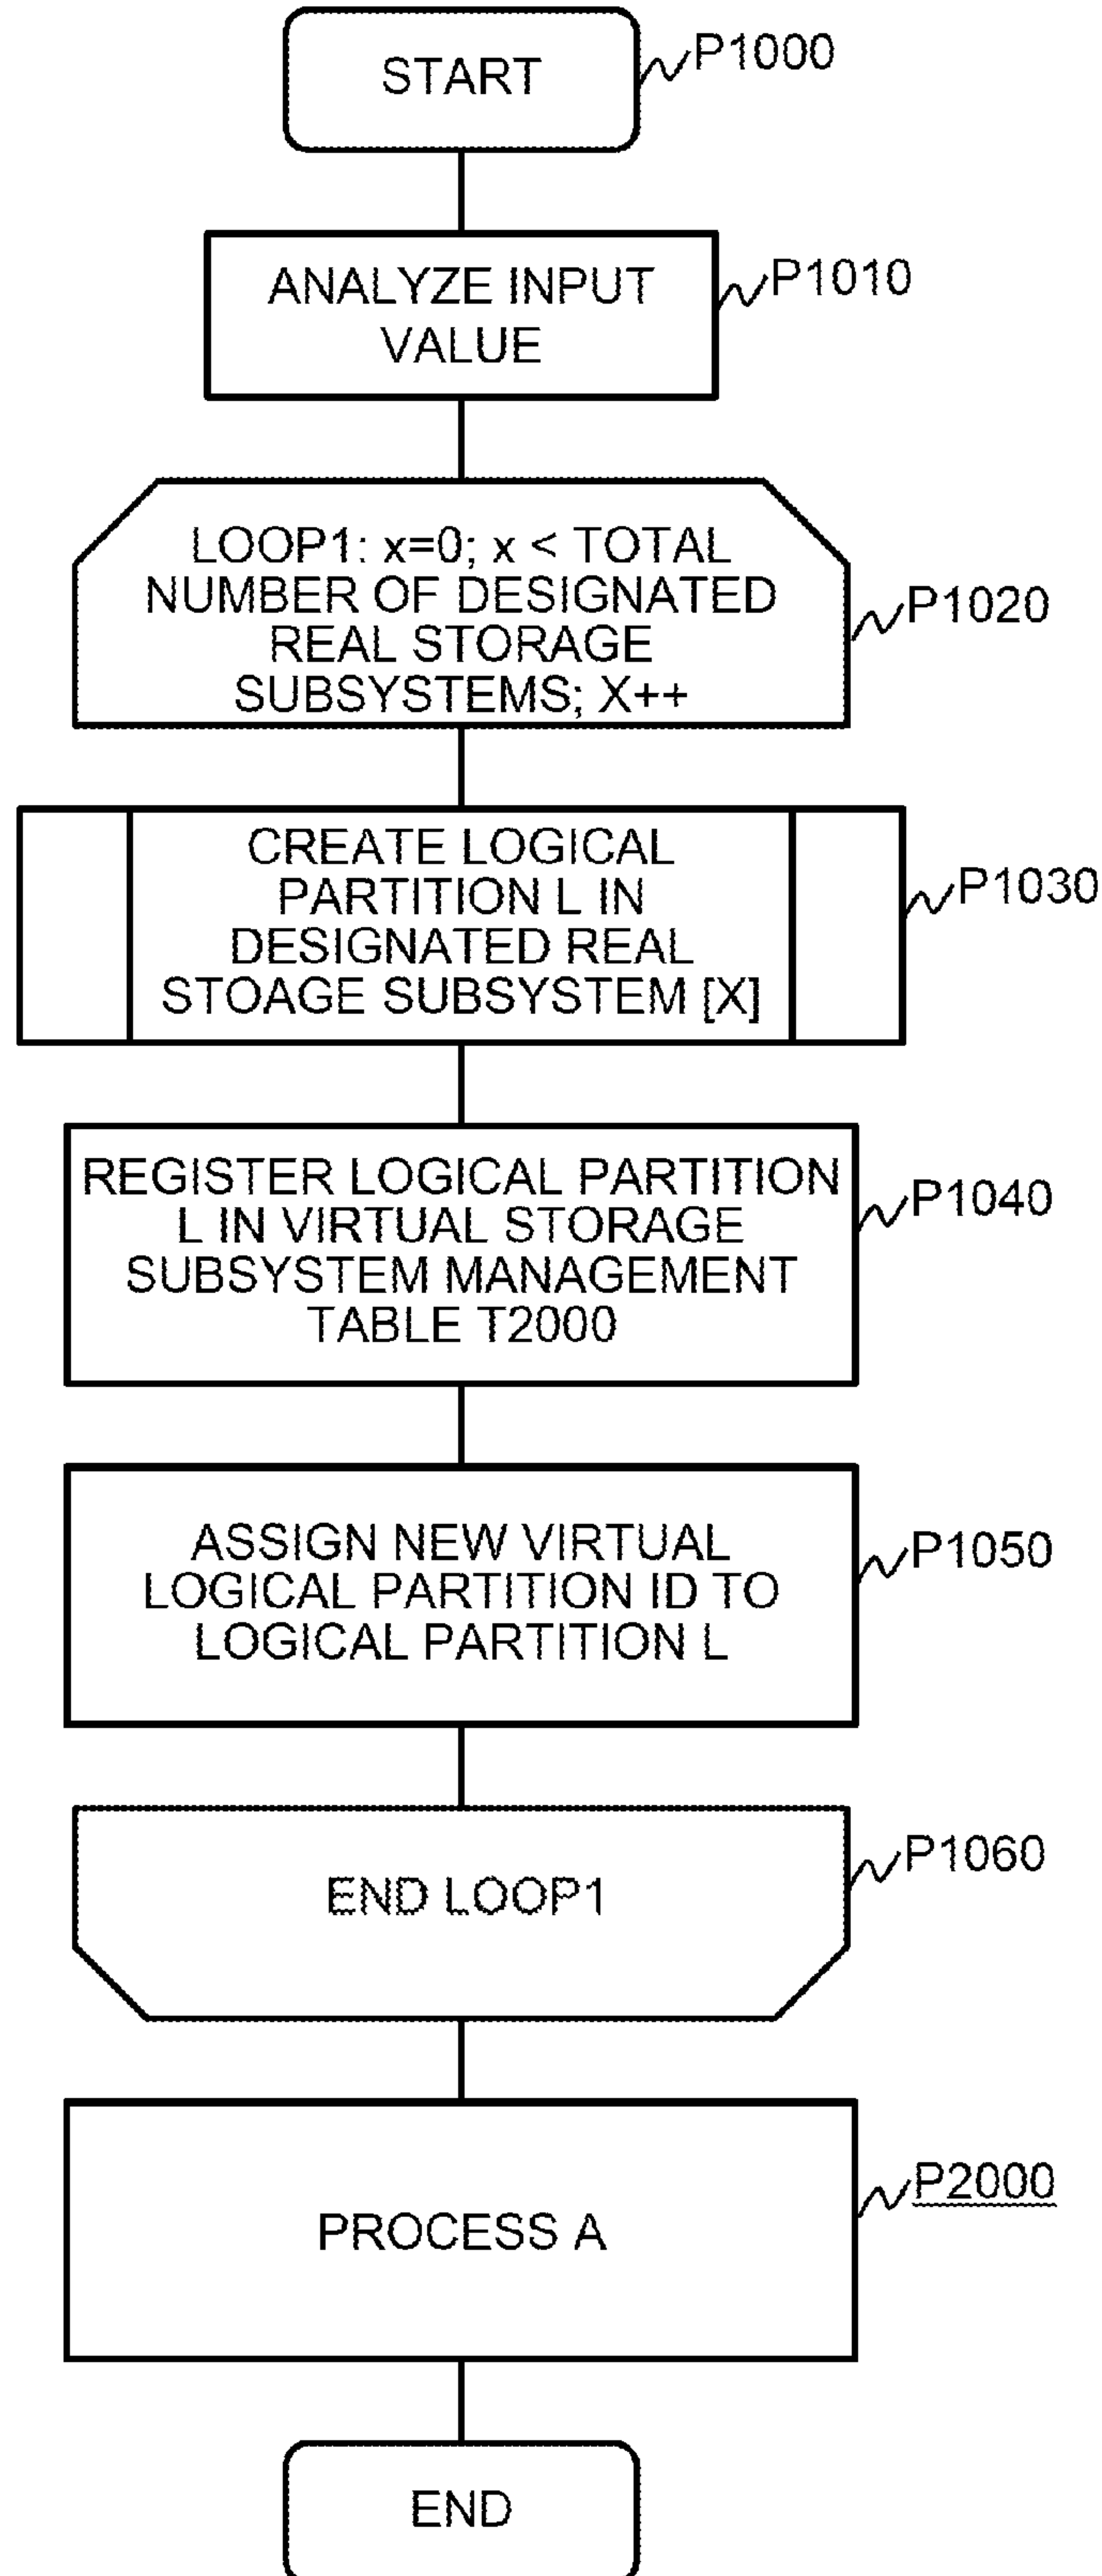 START
P1000
ANALYZE INPUT
VALUE
P1010
LOOP1: x=0; x < TOTAL
NUMBER OF DESIGNATED
REAL STORAGE
SUBSYSTEMS; X++
P1020
CREATE LOGICAL
PARTITION L IN
DESIGNATED REAL
STOAGE SUBSYSTEM [X]
P1030
REGISTER LOGICAL PARTITION
L IN VIRTUAL STORAGE
SUBSYSTEM MANAGEMENT
TABLE T2000
P1040
ASSIGN NEW VIRTUAL
LOGICAL PARTITION ID TO
LOGICAL PARTITION L
P1050
END LOOP1
P1060
PROCESS A
P2000
END